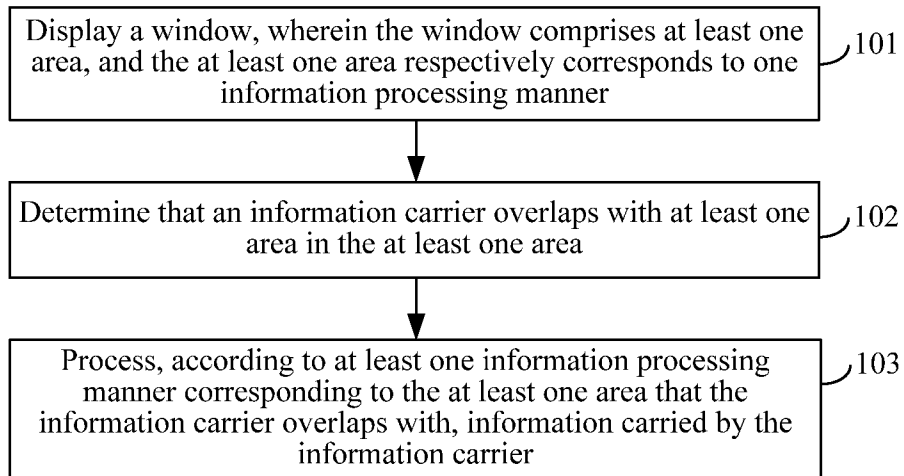 Display a window, wherein the window comprises at least one
area, and the at least one area respectively corresponds to one
information processing manner
101
Determine that an information carrier overlaps with at least one
area in the at least one area
102
Process, according to at least one information processing
manner corresponding to the at least one area that the
information carrier overlaps with, information carried by the
information carrier
103